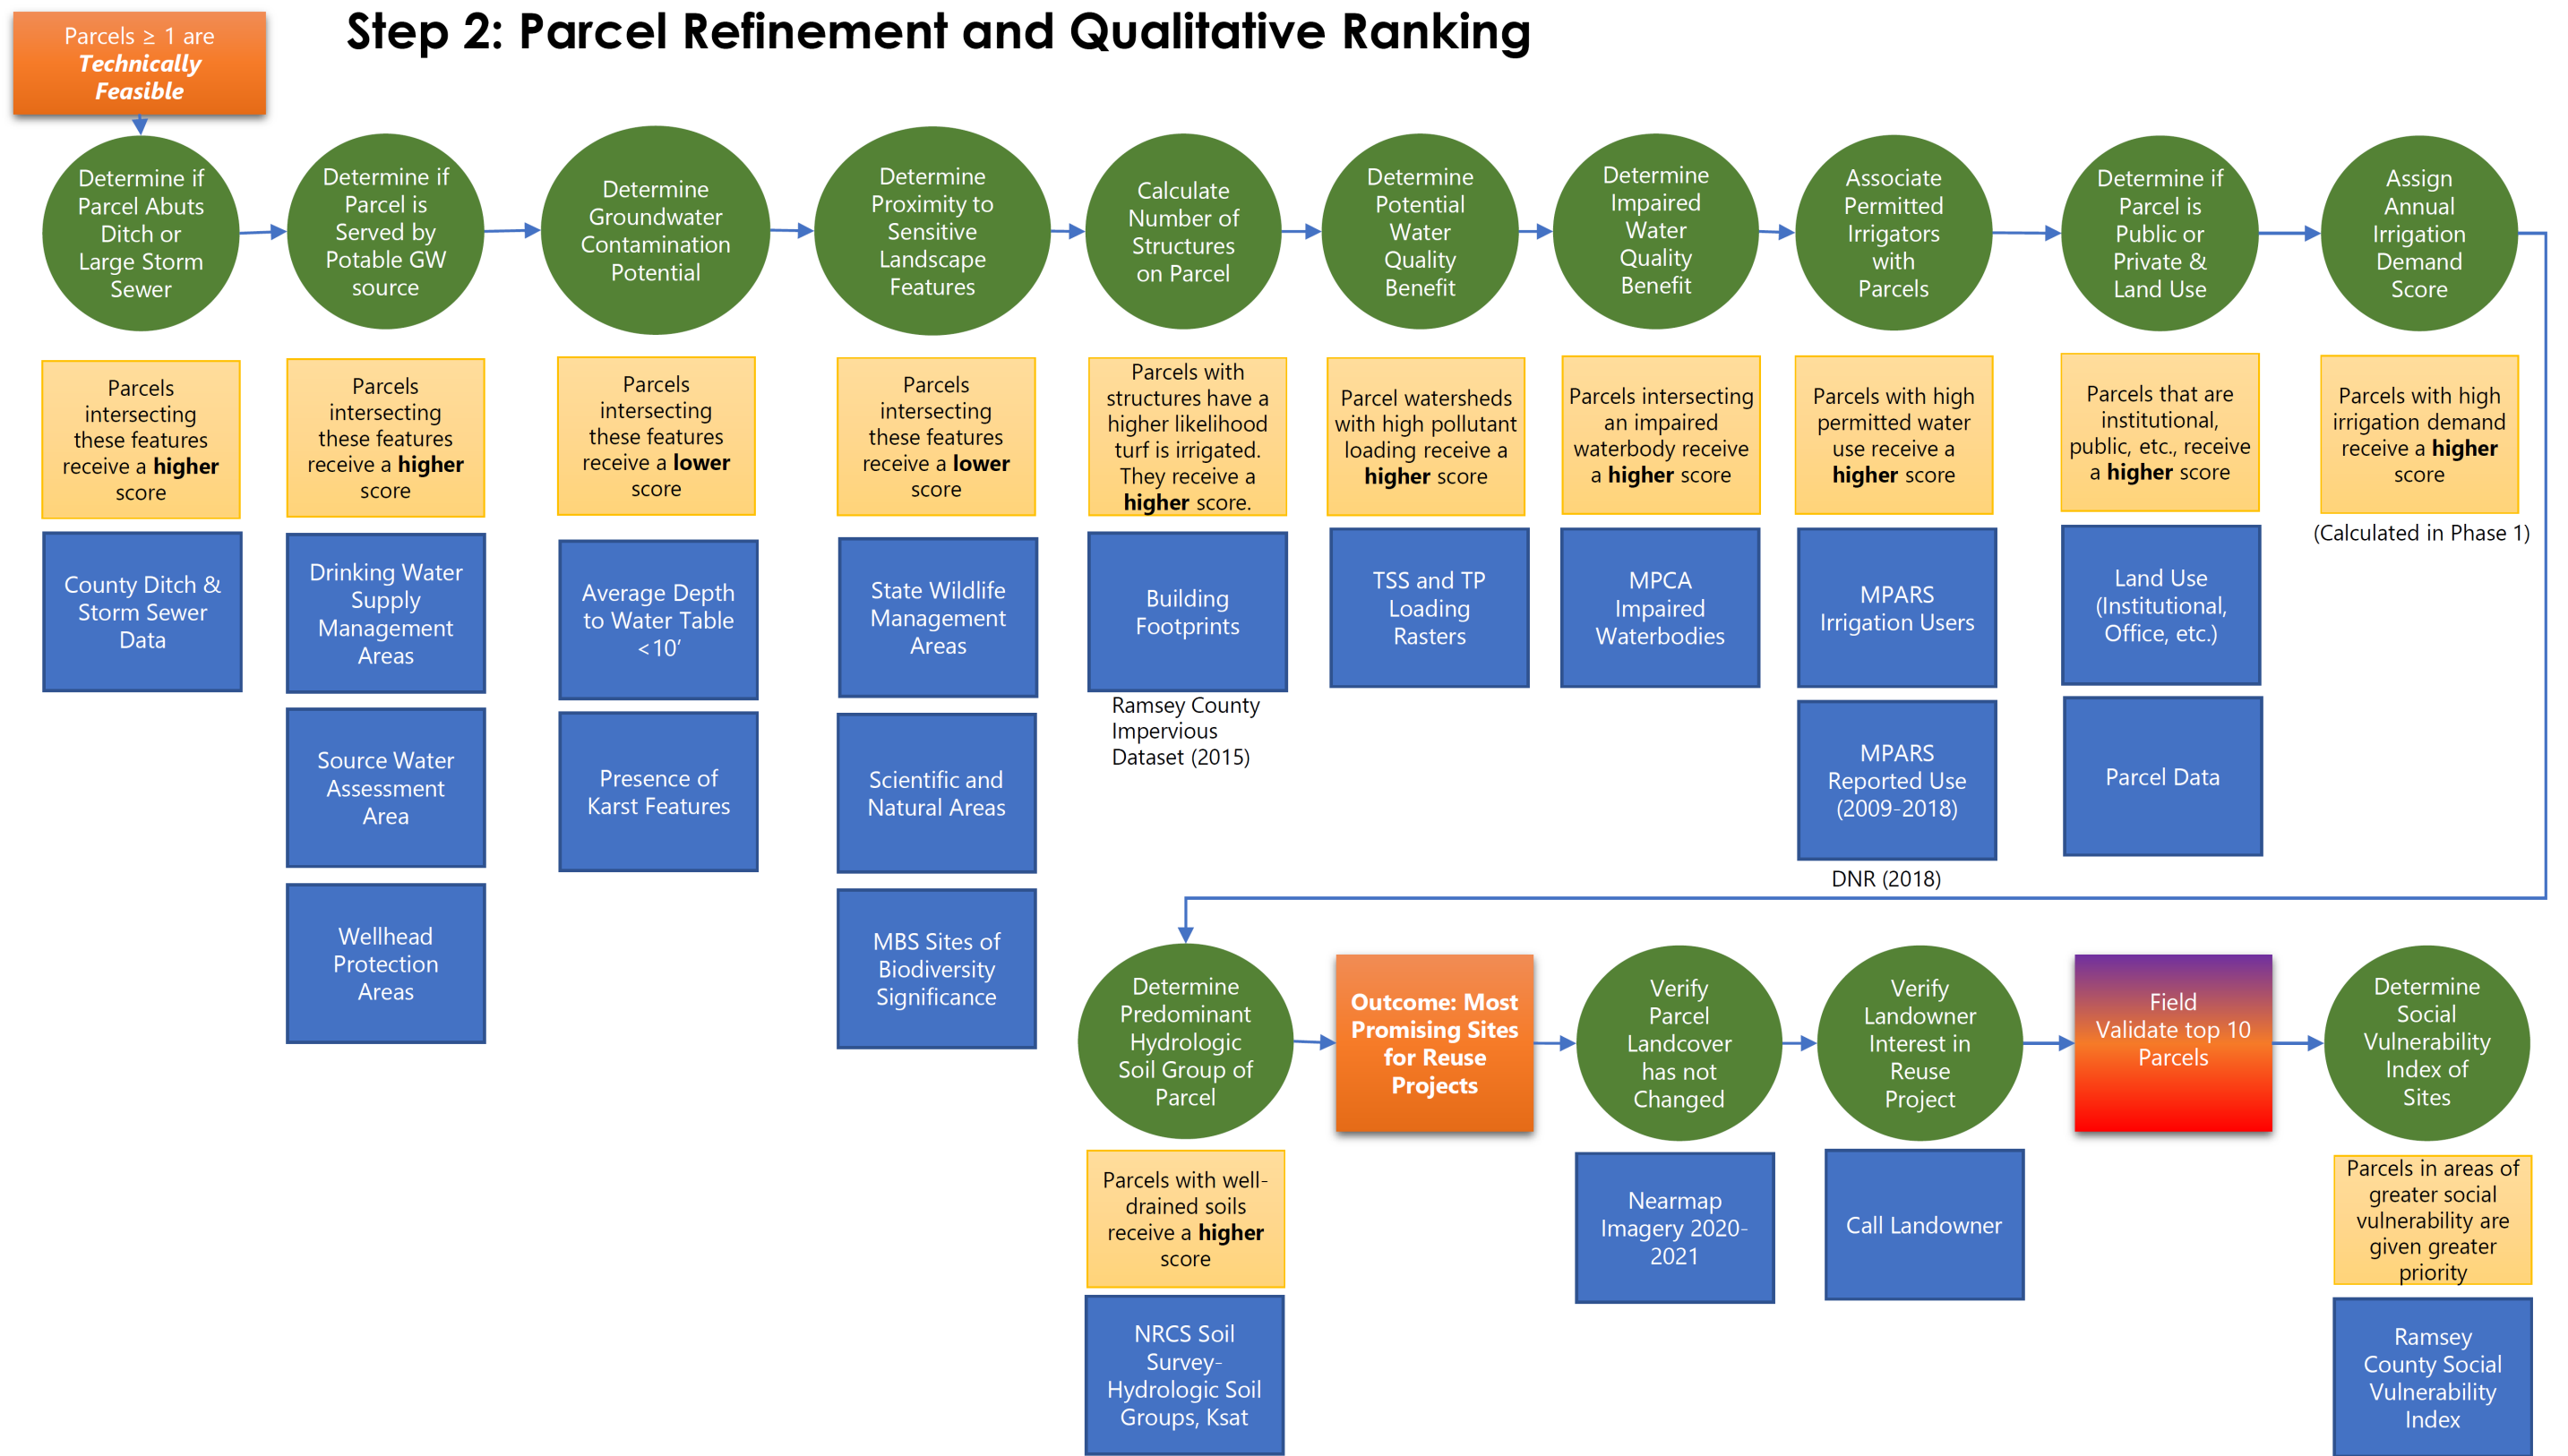 Step 2: Parcel Refinement and Qualitative Ranking
Parcels ≥ 1 are
Technically
Feasible
Determine if
Parcel Abuts
Ditch or
Large Storm
Sewer
Determine if
Parcel is
Served by
Potable GW
source
Determine
Groundwater
Contamination
Potential
Determine
Proximity to
Sensitive
Landscape
Features
Calculate
Number of
Structures
on Parcel
Determine
Potential
Water
Quality
Benefit
Determine
Impaired
Water
Quality
Benefit
Associate
Permitted
Irrigators
with
Parcels
Determine if
Parcel is
Public or
Private &
Land Use
Assign
Annual
Irrigation
Demand
Score
Parcels
intersecting
these features
receive a higher
score
Parcels
intersecting
these features
receive a higher
score
Parcels
intersecting
these features
receive a lower
score
Parcels
intersecting
these features
receive a lower
score
Parcels with
structures have a
higher likelihood
turf is irrigated.
They receive a
higher score.
Parcel watersheds
with high pollutant
loading receive a
higher score
Parcels intersecting
an impaired
waterbody receive
a higher score
Parcels with high
permitted water
use receive a
higher score
Parcels that are
institutional,
public, etc., receive
a higher score
Parcels with high
irrigation demand
receive a higher
score
(Calculated in Phase 1)
County Ditch &
Storm Sewer
Data
Drinking Water
Supply
Management
Areas
Average Depth
to Water Table
<10’
State Wildlife
Management
Areas
Building
Footprints
TSS and TP
Loading
Rasters
MPCA
Impaired
Waterbodies
MPARS
Irrigation Users
Land Use
(Institutional,
Office, etc.)
Ramsey County
Impervious
Dataset (2015)
Source Water
Assessment
Area
Presence of
Karst Features
Scientific and
Natural Areas
MPARS
Reported Use
(2009-2018)
Parcel Data
DNR (2018)
Wellhead
Protection
Areas
MBS Sites of
Biodiversity
Significance
Determine
Predominant
Hydrologic
Soil Group of
Parcel
Outcome: Most
Promising Sites
for Reuse
Projects
Verify
Parcel
Landcover
has not
Changed
Verify
Landowner
Interest in
Reuse
Project
Field
Validate top 10
Parcels
Determine
Social
Vulnerability
Index of
Sites
Parcels with well-
drained soils
receive a higher
score
Nearmap
Imagery 2020-
2021
Call Landowner
Parcels in areas of
greater social
vulnerability are
given greater
priority
NRCS Soil
Survey-
Hydrologic Soil
Groups, Ksat
Ramsey
County Social
Vulnerability
Index